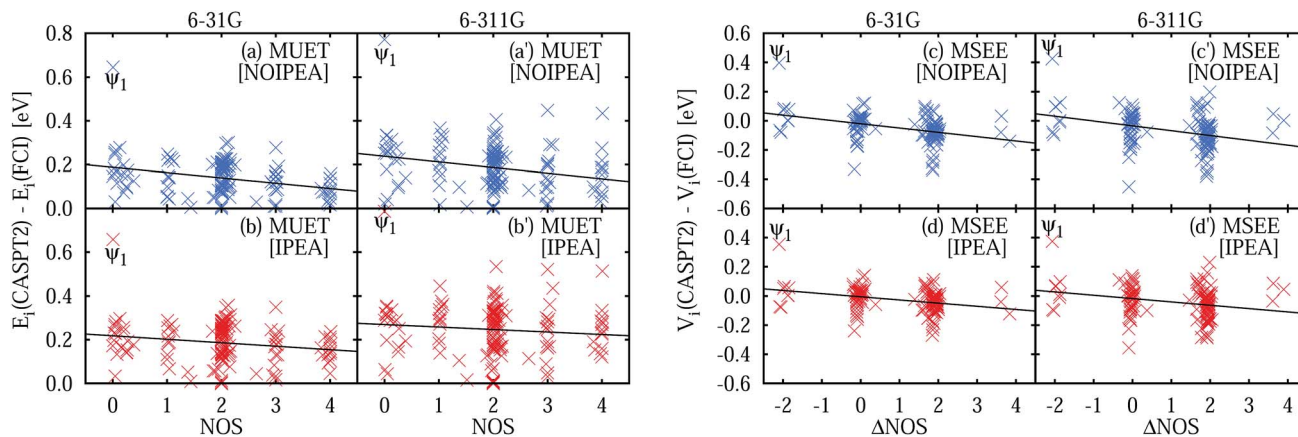 6-31G
6-311G
E_i(CASPT2) - E_i(FCI) [eV]
0.8
0.6
0.4
0.2
0.0
ψ₁
(a) MUET
[NOIPEA]
ψ₁
(a') MUET
[NOIPEA]
0.6
0.4
0.2
0.0
ψ₁
(b) MUET
[IPEA]
ψ₁
(b') MUET
[IPEA]
0 1 2 3 4
0 1 2 3 4
NOS
NOS
6-31G
6-311G
V_i(CASPT2) - V_i(FCI) [eV]
0.6
0.4
0.2
0.0
-0.2
-0.4
-0.6
ψ₁
(c) MSEE
[NOIPEA]
ψ₁
(c') MSEE
[NOIPEA]
0.4
0.2
-0.0
-0.2
-0.4
-0.6
ψ₁
(d) MSEE
[IPEA]
ψ₁
(d') MSEE
[IPEA]
-2 -1 0 1 2 3 4
-2 -1 0 1 2 3 4
ΔNOS
ΔNOS